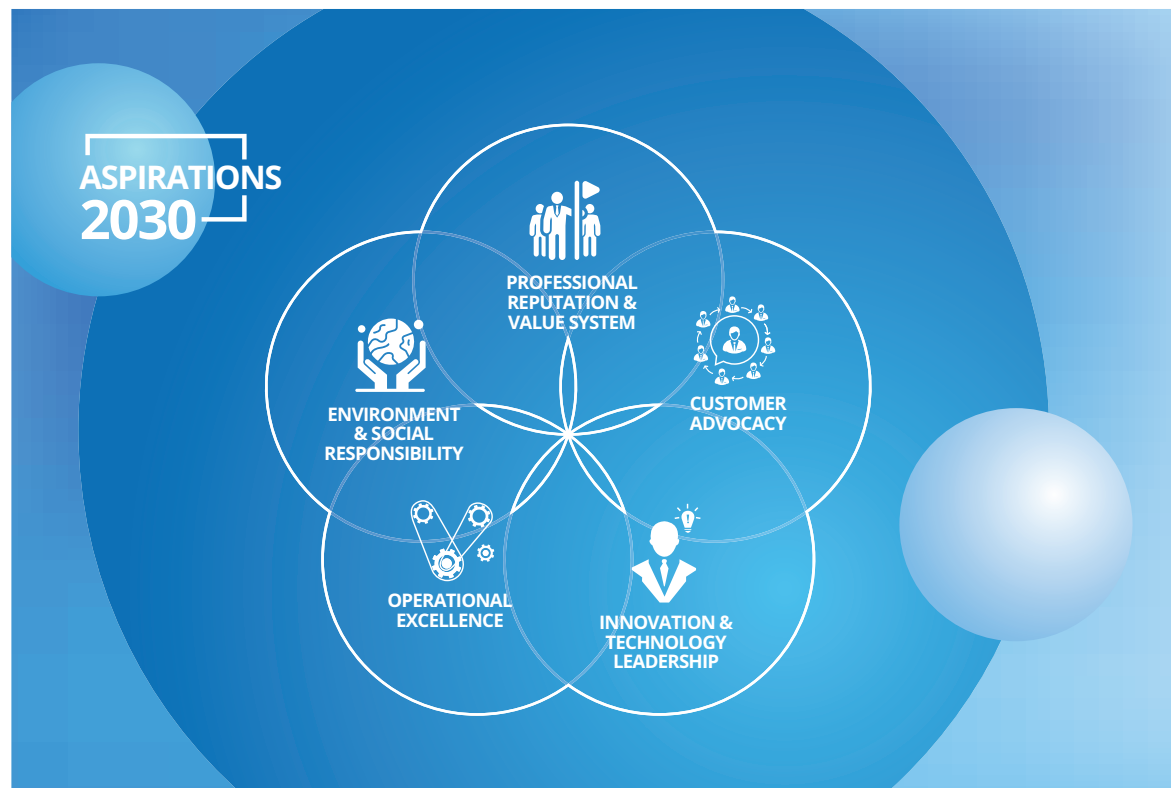 ASPIRATIONS
2030
PROFESSIONAL
REPUTATION &
VALUE SYSTEM
CUSTOMER
ADVOCACY
ENVIRONMENT
& SOCIAL
RESPONSIBILITY
OPERATIONAL
EXCELLENCE
INNOVATION &
TECHNOLOGY
LEADERSHIP